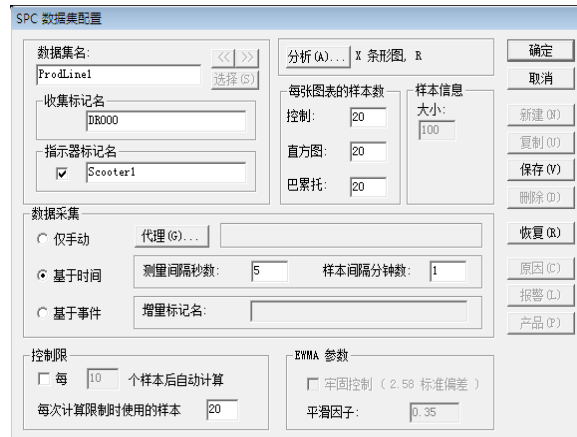 SPC 数据集配置
数据集名:
<< >>
ProdLine1
选择(S)
收集标记名
DR000
指示器标记名
Scooter1
分析(A)... X 条形图, R
每张图表的样本数
控制: 20
直方图: 20
巴累托: 20
样本信息
大小:
100
确定
取消
新建(N)
复制(U)
保存(V)
删除(D)
恢复(R)
原因(C)
报警(L)
产品(P)
数据采集
仅手动 代理(G)...
基于时间 测量间隔秒数: 5 样本间隔分钟数: 1
基于事件 增量标记名:
控制限
每 10 个样本后自动计算
每次计算限制时使用的样本 20
EWMA 参数
牢固控制 ( 2.58 标准偏差 )
平滑因子: 0.35